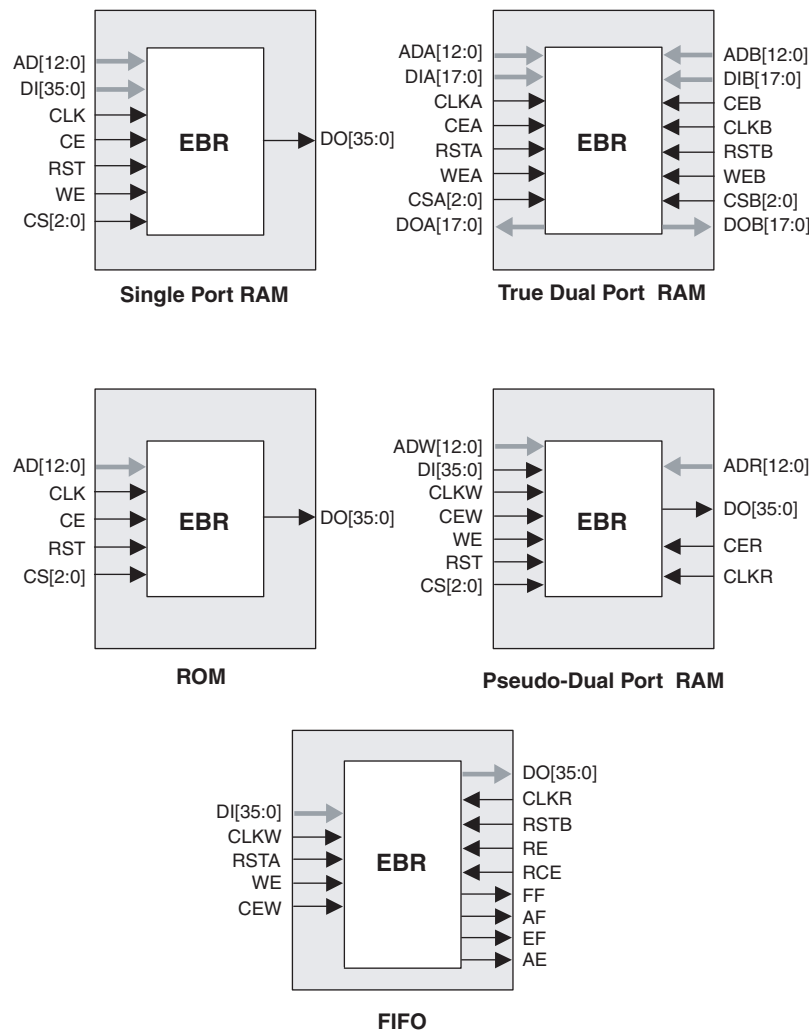 AD[12:0]
DI[35:0]
CLK
CE
RST
WE
CS[2:0]
EBR
DO[35:0]
Single Port RAM
ADA[12:0]
DIA[17:0]
CLKA
CEA
RSTA
WEA
CSA[2:0]
DOA[17:0]
EBR
ADB[12:0]
DIB[17:0]
CEB
CLKB
RSTB
WEB
CSB[2:0]
DOB[17:0]
True Dual Port RAM
AD[12:0]
CLK
CE
RST
CS[2:0]
EBR
DO[35:0]
ROM
ADW[12:0]
DI[35:0]
CLKW
CEW
WE
RST
CS[2:0]
EBR
ADR[12:0]
DO[35:0]
CER
CLKR
Pseudo-Dual Port RAM
DI[35:0]
CLKW
RSTA
WE
CEW
EBR
DO[35:0]
CLKR
RSTB
RE
RCE
FF
AF
EF
AE
FIFO